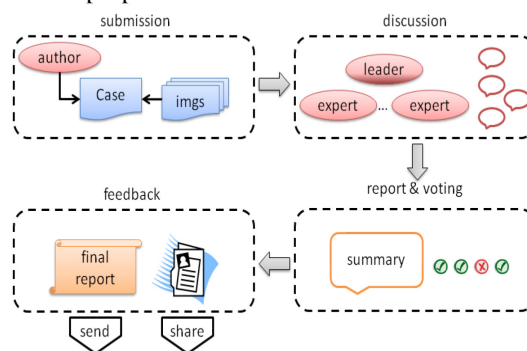 submission
discussion
author
Case
imgs
leader
expert
...
expert
feedback
report & voting
final
report
summary
send
share